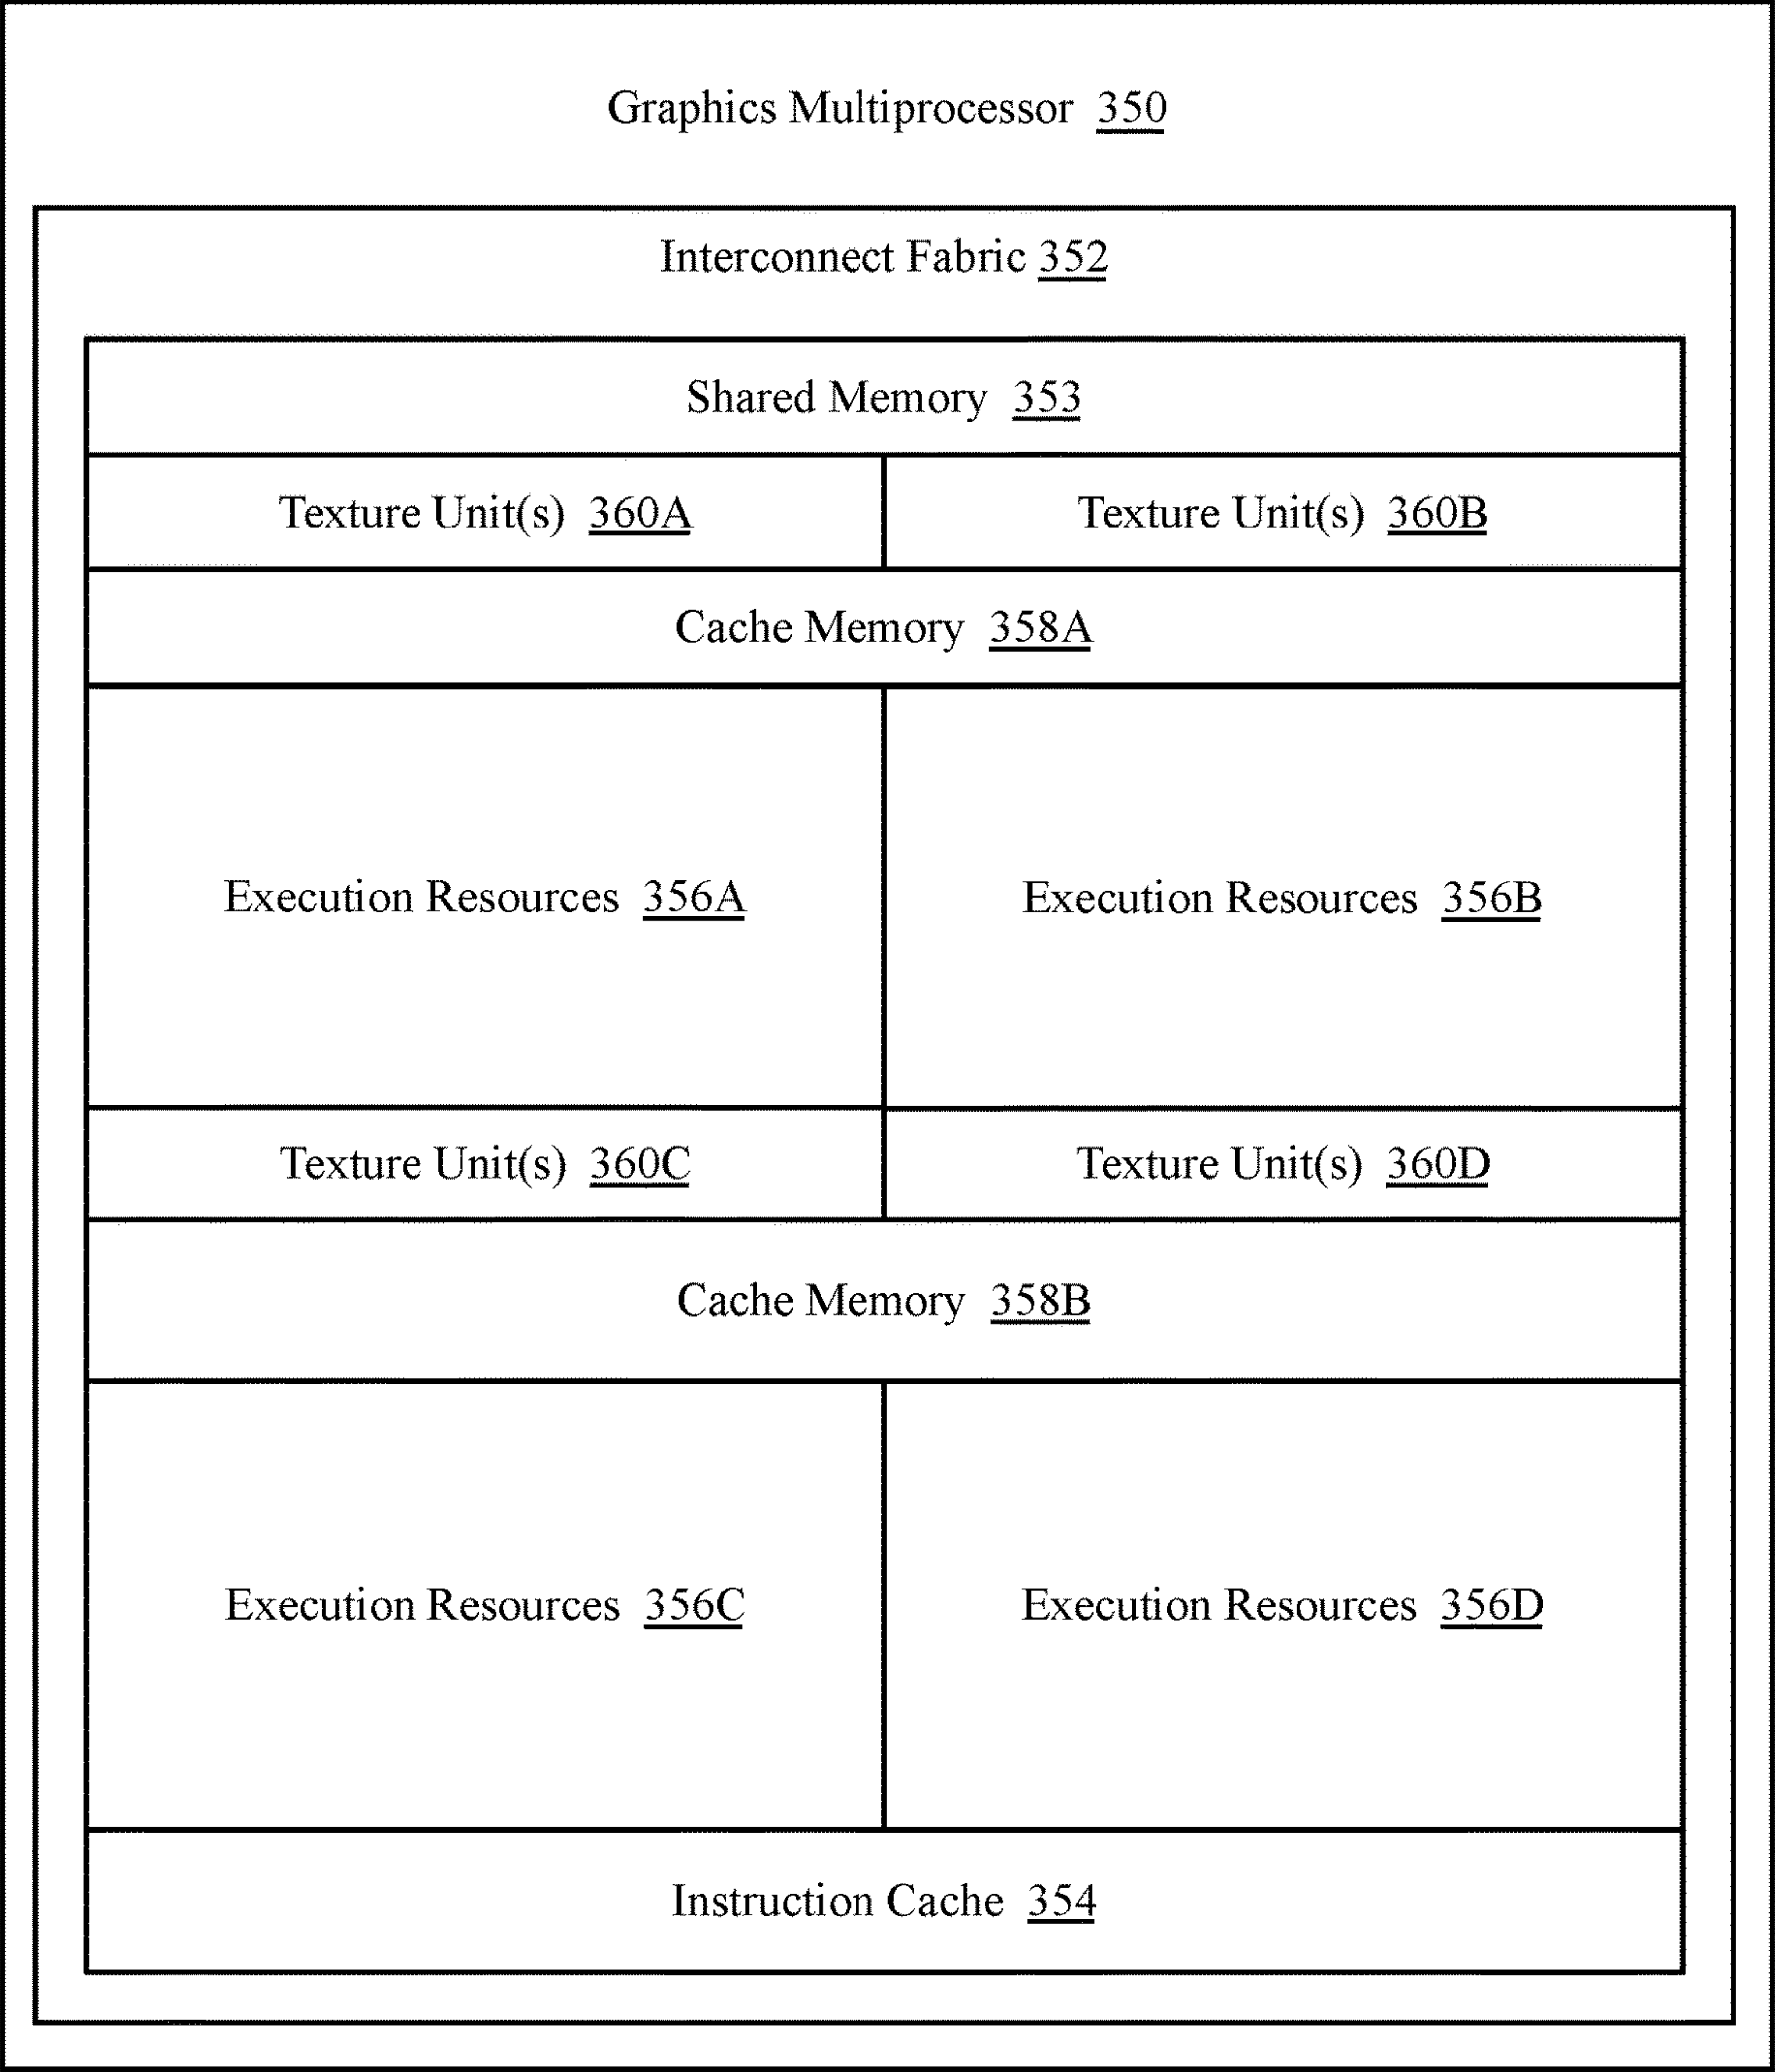 Graphics Multiprocessor 350
Interconnect Fabric 352
Shared Memory 353
Texture Unit(s) 360A
Texture Unit(s) 360B
Cache Memory 358A
Execution Resources 356A
Execution Resources 356B
Texture Unit(s) 360C
Texture Unit(s) 360D
Cache Memory 358B
Execution Resources 356C
Execution Resources 356D
Instruction Cache 354